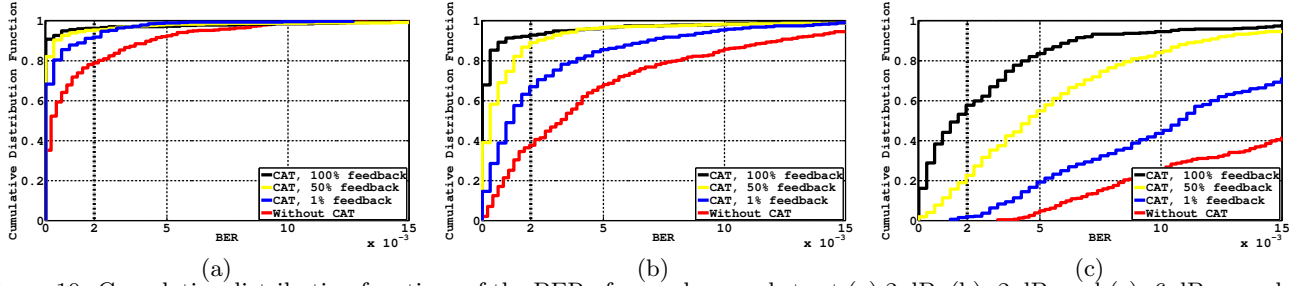 Cumulative Distribution Function
1
0.8
0.6
0.4
0.2
0
0 2 5 10 15
BER
x 10⁻³
CAT, 100% feedback
CAT, 50% feedback
CAT, 1% feedback
Without CAT
(a)
Cumulative Distribution Function
1
0.8
0.6
0.4
0.2
0
0 2 5 10 15
BER
x 10⁻³
CAT, 100% feedback
CAT, 50% feedback
CAT, 1% feedback
Without CAT
(b)
Cumulative Distribution Function
1
0.8
0.6
0.4
0.2
0
0 2 5 10 15
BER
x 10⁻³
CAT, 100% feedback
CAT, 50% feedback
CAT, 1% feedback
Without CAT
(c)